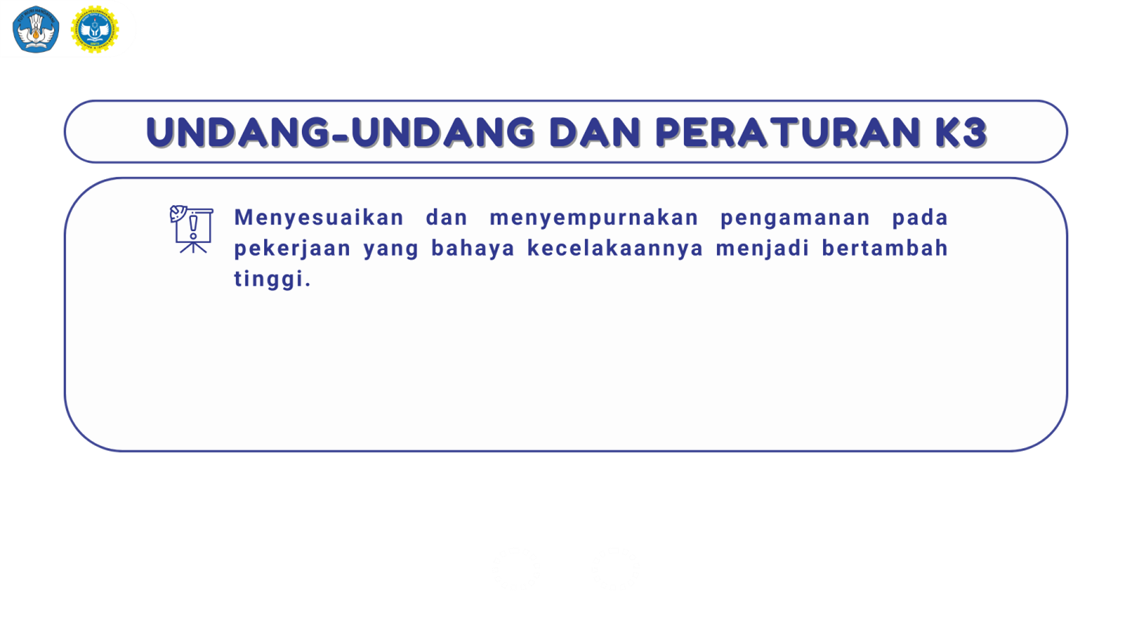 UNDANG-UNDANG DAN PERATURAN K3
Menyesuaikan dan menyempurnakan pengamanan pada
pekerjaan yang bahaya kecelakaannya menjadi bertambah
tinggi.